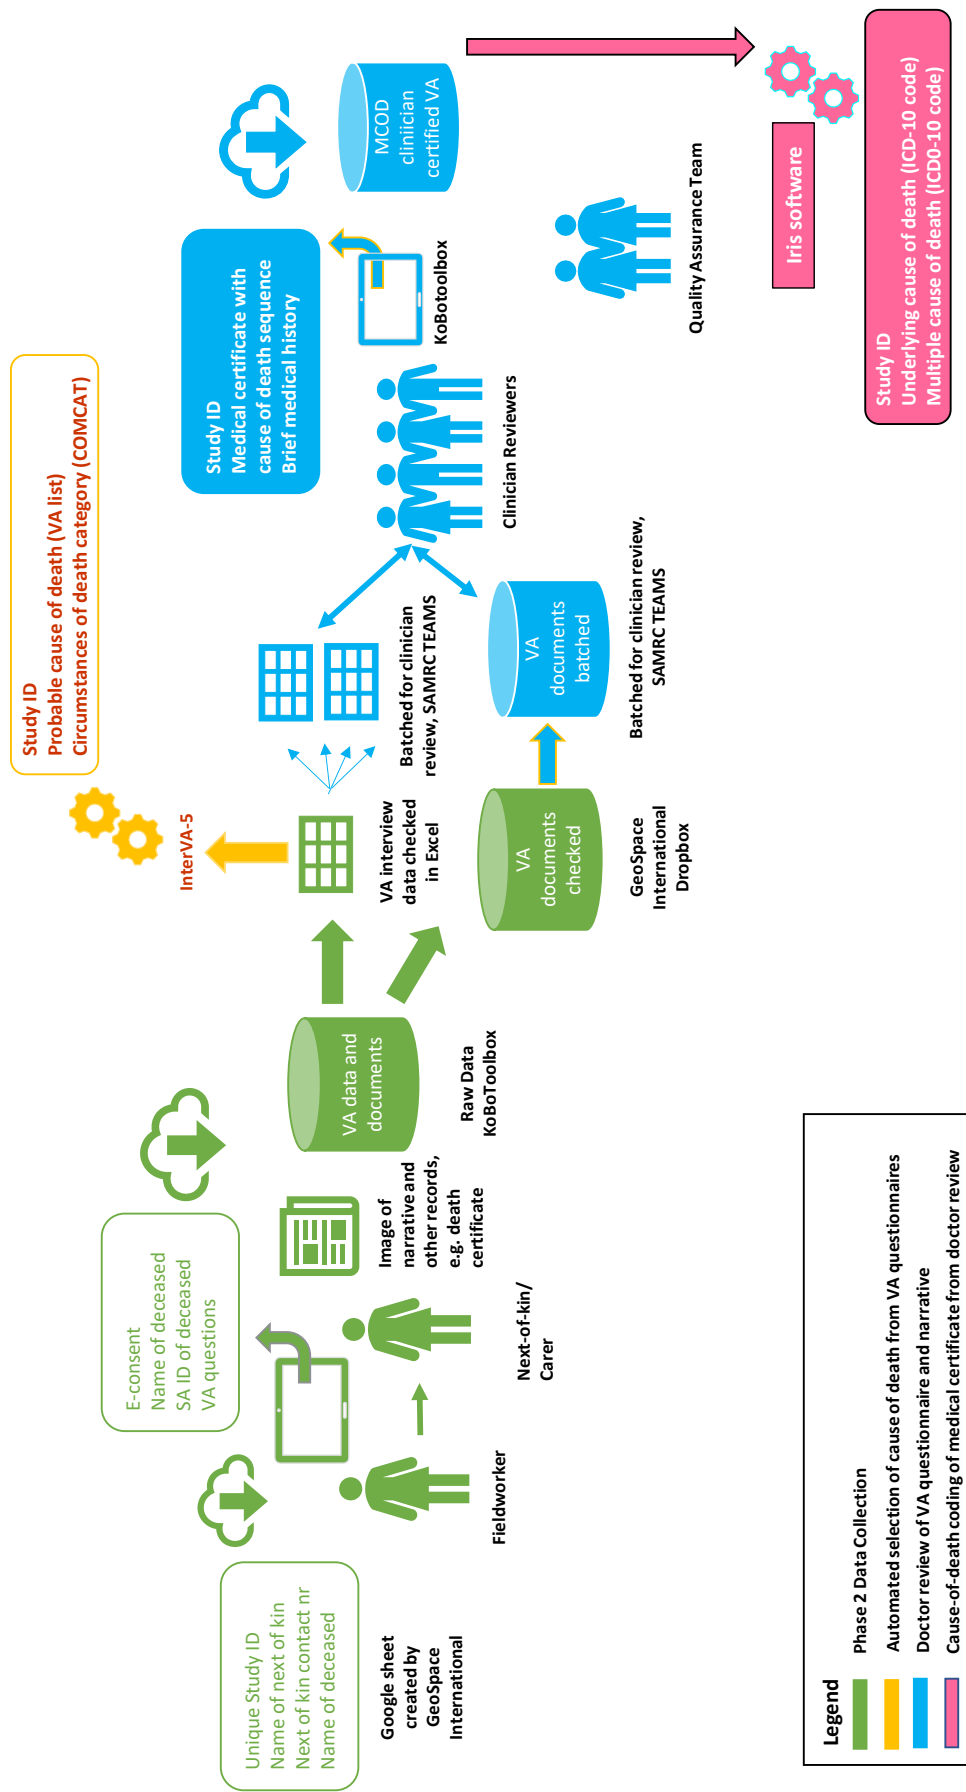 Unique Study ID
Name of next of kin
Next of kin contact nr
Name of deceased
Google sheet
created by
GeoSpace
International
Fieldworker
E-consent
Name of deceased
SA ID of deceased
VA questions
Next-of-kin/
Carer
Image of
narrative and
other records,
e.g. death
certificate
VA data and
documents
Raw Data
KoBoToolbox
InterVA-5
Study ID
Probable cause of death (VA list)
Circumstances of death category (COMCAT)
VA interview
data checked
in Excel
VA
documents
checked
GeoSpace
International
Dropbox
Batched for clinician
review, SAMRC TEAMS
VA
documents
batched
Batched for clinician review,
SAMRC TEAMS
Clinician Reviewers
Study ID
Medical certificate with
cause of death sequence
Brief medical history
KoBotoolbox
MCOD
cliniician
certified VA
Quality Assurance Team
Iris software
Study ID
Underlying cause of death (ICD-10 code)
Multiple cause of death (ICD0-10 code)
Legend
Phase 2 Data Collection
Automated selection of cause of death from VA questionnaires
Doctor review of VA questionnaire and narrative
Cause-of-death coding of medical certificate from doctor review